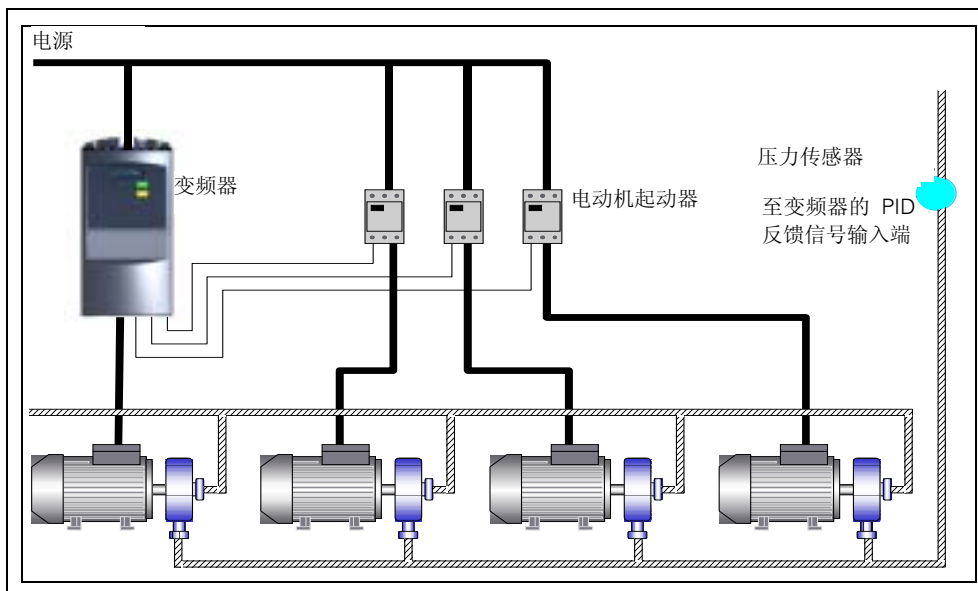 电源
变频器
电动机起动器
压力传感器
至变频器的 PID
反馈信号输入端